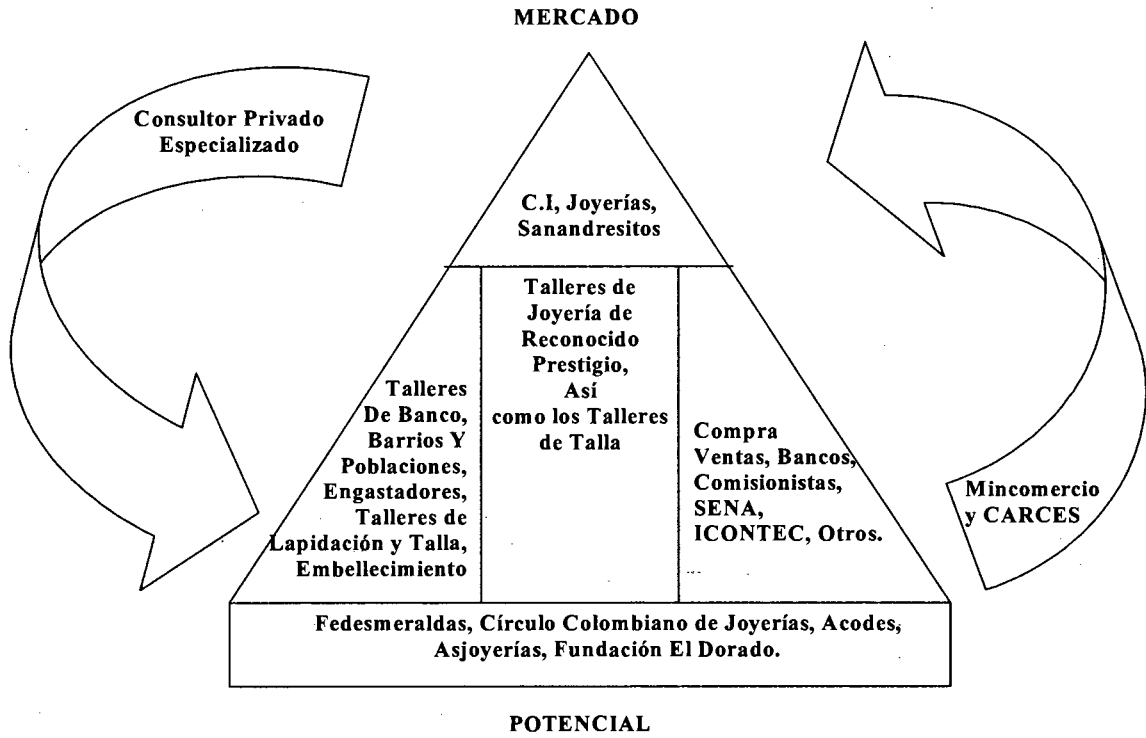 MERCADO
Consultor Privado
Especializado
C.I, Joyerías,
Sanandresitos
Talleres
De Banco,
Barrios Y
Poblaciones,
Engastadores,
Talleres de
Lapidación y Talla,
Embellecimiento
Talleres de
Joyería de
Reconocido
Prestigio,
Así
como los Talleres
de Talla
Compra
Ventas, Bancos,
Comisionistas,
SENA,
ICONTEC, Otros.
Mincomercio
y CARCES
Fedesmeraldas, Círculo Colombiano de Joyerías, Acodes,
Asjoyerías, Fundación El Dorado.
POTENCIAL